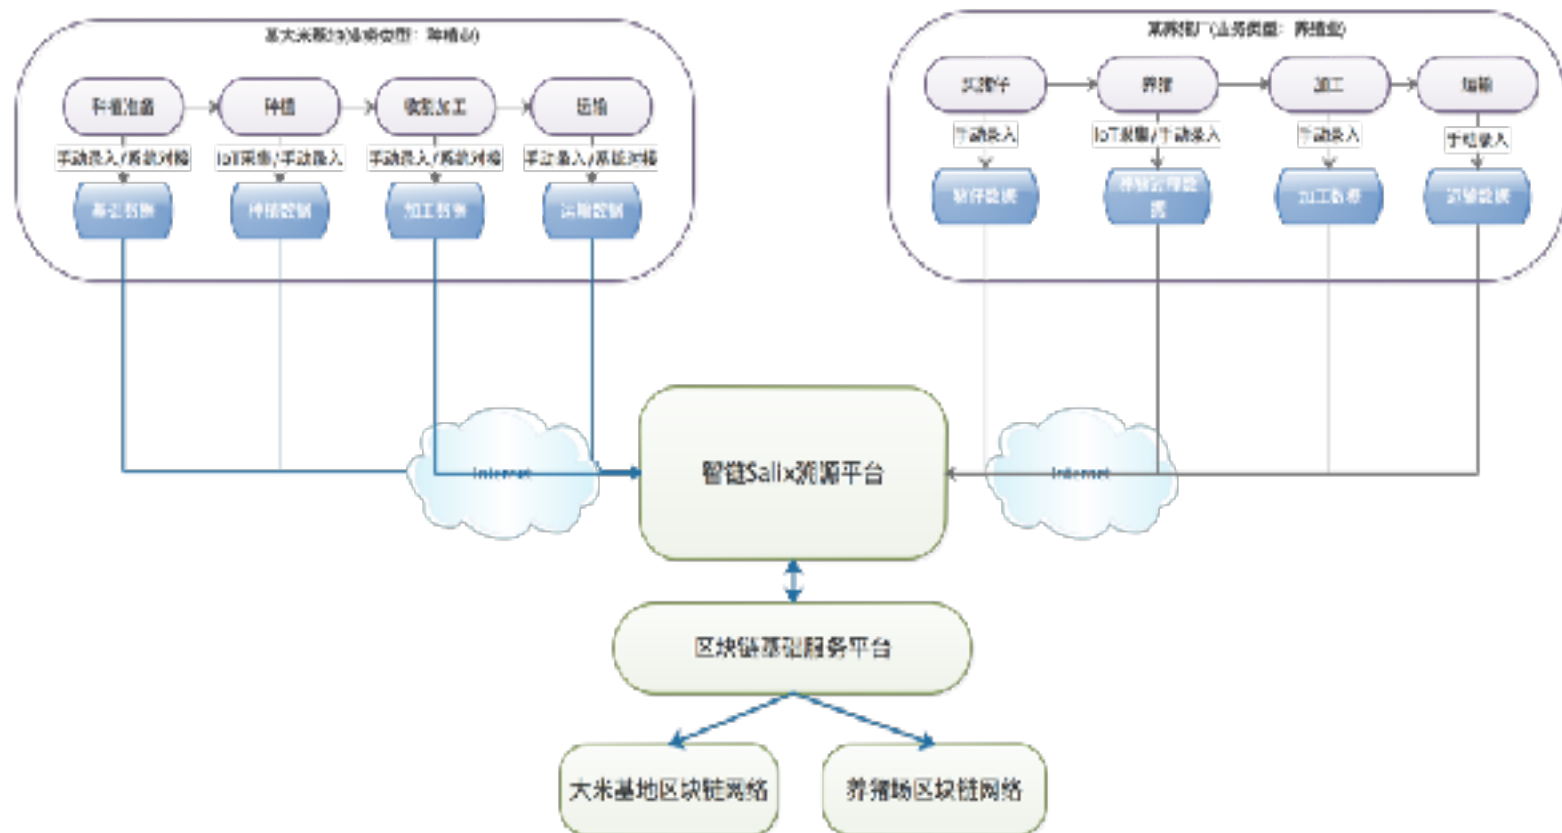 某大米基地(业务类型：种植业)
种植准备
种植
收割加工
运输
手动录入/系统对接
IoT采集/手动录入
手动录入/系统对接
手动录入/系统对接
基础数据
种植数据
加工数据
运输数据
某养猪厂(业务类型：养殖业)
买猪仔
养猪
加工
运输
手动录入
IoT采集/手动录入
手动录入
手动录入
猪仔数据
养猪过程数
据
加工数据
运输数据
Internet
智链Salix溯源平台
Internet
区块链基础服务平台
大米基地区块链网络
养猪场区块链网络